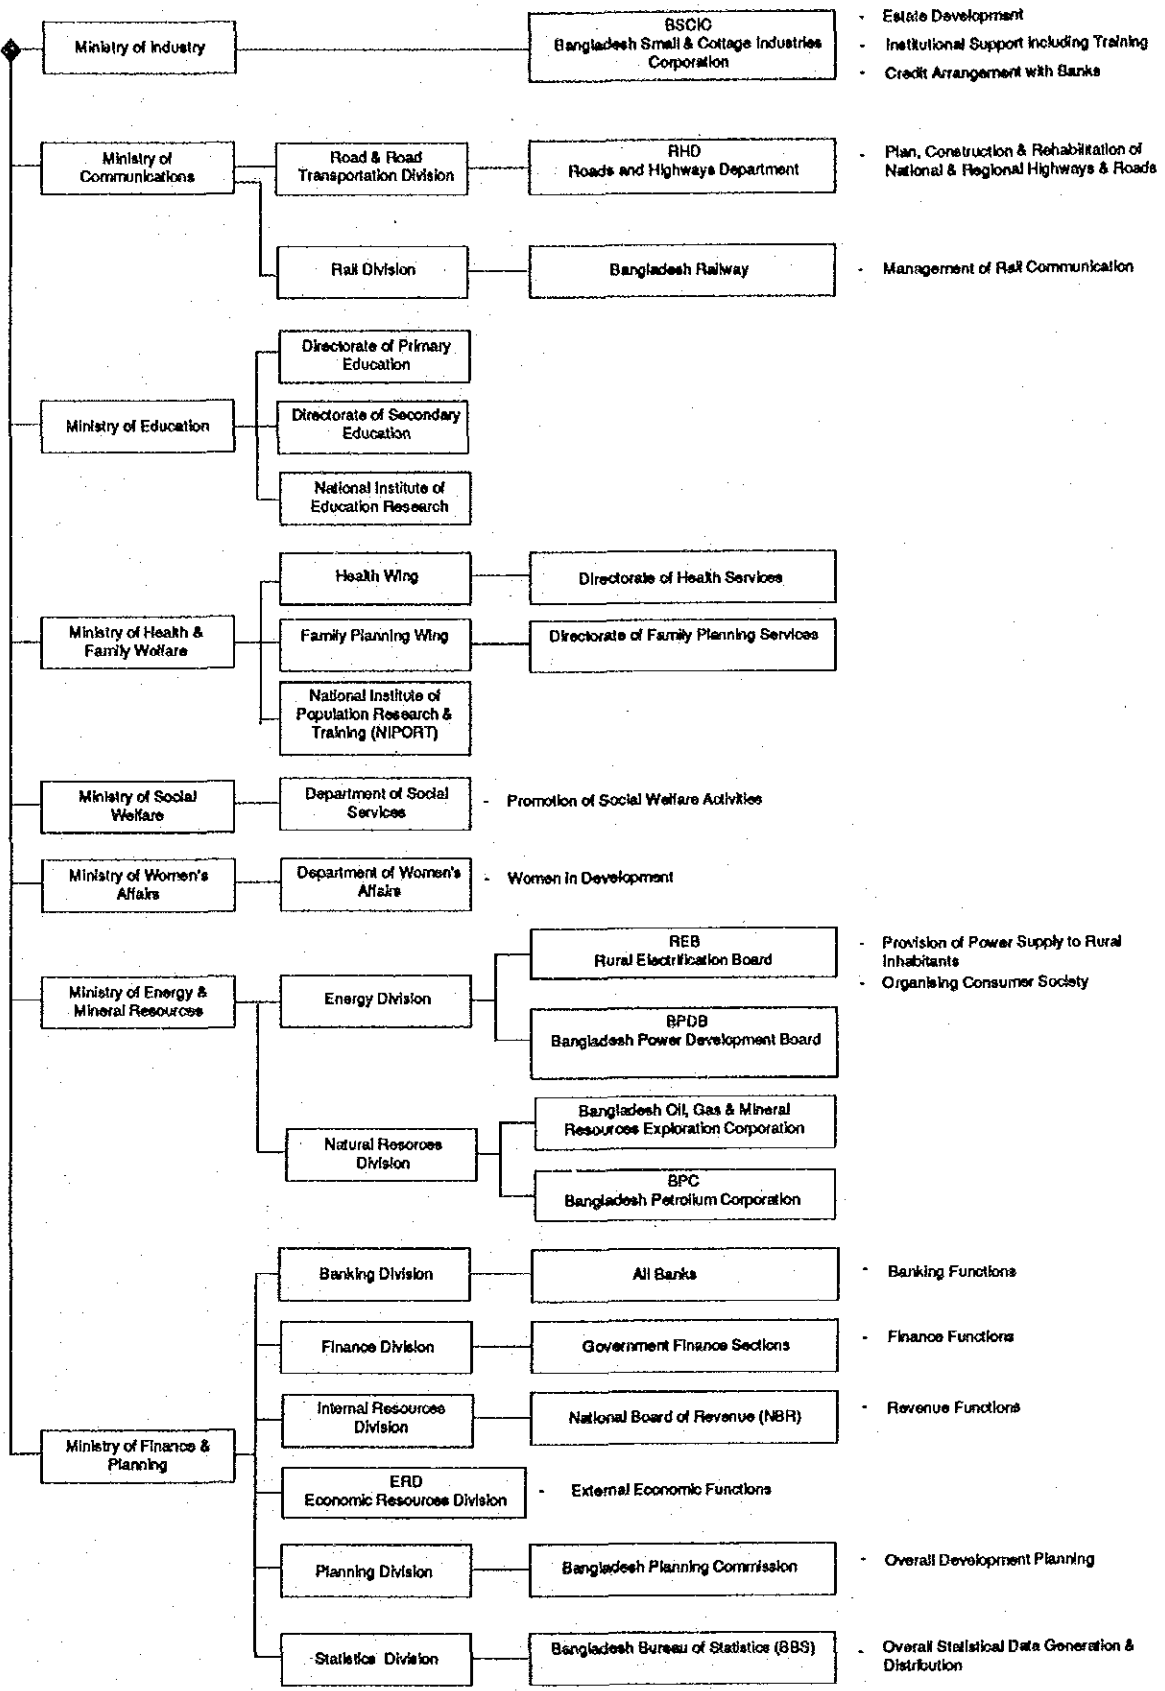 Ministry of Industry
BSCIC
Bangladesh Small & Cottage Industries
Corporation
- Estate Development
- Institutional Support including Training
- Credit Arrangement with Banks
Ministry of
Communications
Road & Road
Transportation Division
RHD
Roads and Highways Department
- Plan, Construction & Rehabilitation of
National & Regional Highways & Roads
Rail Division
Bangladesh Railway
- Management of Rail Communication
Ministry of Education
Directorate of Primary
Education
Directorate of Secondary
Education
National Institute of
Education Research
Ministry of Health &
Family Welfare
Health Wing
Directorate of Health Services
Family Planning Wing
Directorate of Family Planning Services
National Institute of
Population Research &
Training (NIPORT)
Ministry of Social
Welfare
Department of Social
Services
- Promotion of Social Welfare Activities
Ministry of Women's
Affairs
Department of Women's
Affairs
- Women in Development
Ministry of Energy &
Mineral Resources
Energy Division
REB
Rural Electrification Board
- Provision of Power Supply to Rural
Inhabitants
- Organising Consumer Society
BPDB
Bangladesh Power Development Board
Natural Resorces
Division
Bangladesh Oil, Gas & Mineral
Resources Exploration Corporation
BPC
Bangladesh Petrolium Corporation
Ministry of Finance &
Planning
Banking Division
All Banks
- Banking Functions
Finance Division
Government Finance Sections
- Finance Functions
Internal Resources
Division
National Board of Revenue (NBR)
- Revenue Functions
ERD
Economic Resources Division
- External Economic Functions
Planning Division
Bangladesh Planning Commission
- Overall Development Planning
Statistics Division
Bangladesh Bureau of Statistics (BBS)
- Overall Statistical Data Generation &
Distribution